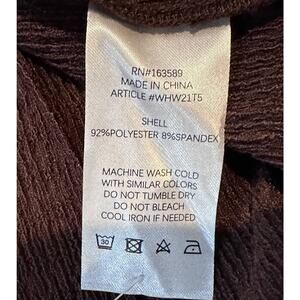 RN#163589
MADE IN CHINA
ARTICLE #WHW21T5
SHELL
92%POLYESTER 8%SPANDEX
MACHINE WASH COLD
WITH SIMILAR COLORS
DO NOT TUMBLE DRY
DO NOT BLEACH
COOL IRON IF NEEDED
30